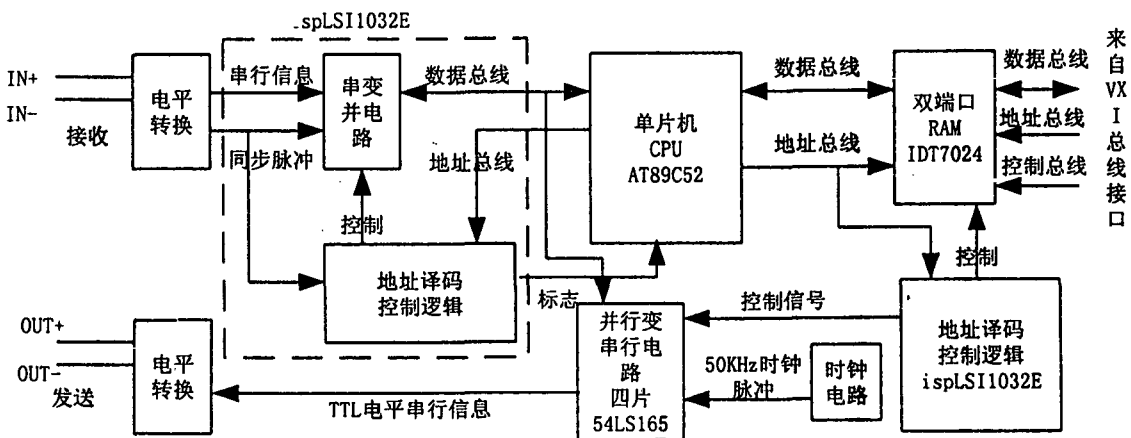 .spLSI1032E
IN+
IN-
接收
电平
转换
串行信息
同步脉冲
串变
并电
路
数据总线
地址总线
控制
地址译码
控制逻辑
单片机
CPU
AT89C52
标志
数据总线
地址总线
双端口
RAM
IDT7024
数据总线
地址总线
控制总线
来
自
VX
I
总
线
接
口
控制
地址译码
控制逻辑
ispLSI1032E
控制信号
并行变
串行电
路
四片
54LS165
50KHz时钟
脉冲
时钟
电路
TTL电平串行信息
电平
转换
OUT+
OUT-
发送